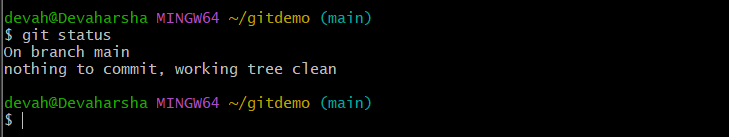 devah@Devaharsha MINGW64 ~/gitdemo (main)
$ git status
On branch main
nothing to commit, working tree clean
devah@Devaharsha MINGW64 ~/gitdemo (main)
$